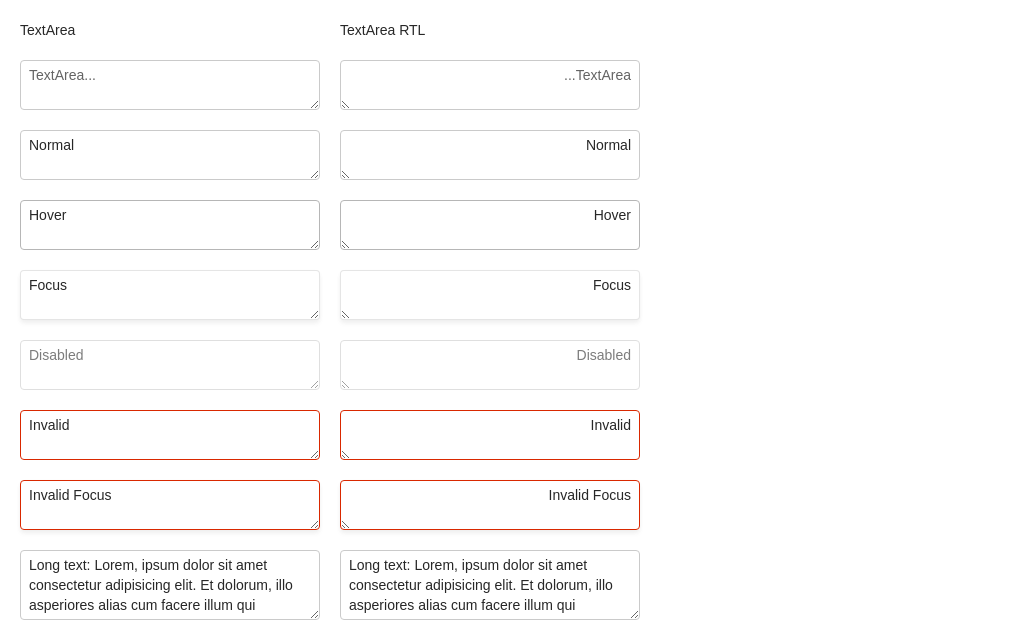 TextArea
TextArea RTL
TextArea...
...TextArea
Normal
Normal
Hover
Hover
Focus
Focus
Disabled
Disabled
Invalid
Invalid
Invalid Focus
Invalid Focus
Long text: Lorem, ipsum dolor sit amet
consectetur adipisicing elit. Et dolorum, illo
asperiores alias cum facere illum qui
Long text: Lorem, ipsum dolor sit amet
consectetur adipisicing elit. Et dolorum, illo
asperiores alias cum facere illum qui